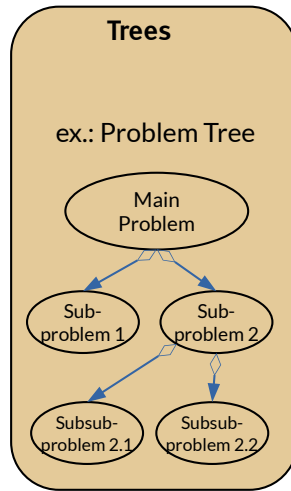 Trees
ex.: Problem Tree
Main
Problem
Sub-
problem 1
Sub-
problem 2
Subsub-
problem 2.1
Subsub-
problem 2.2